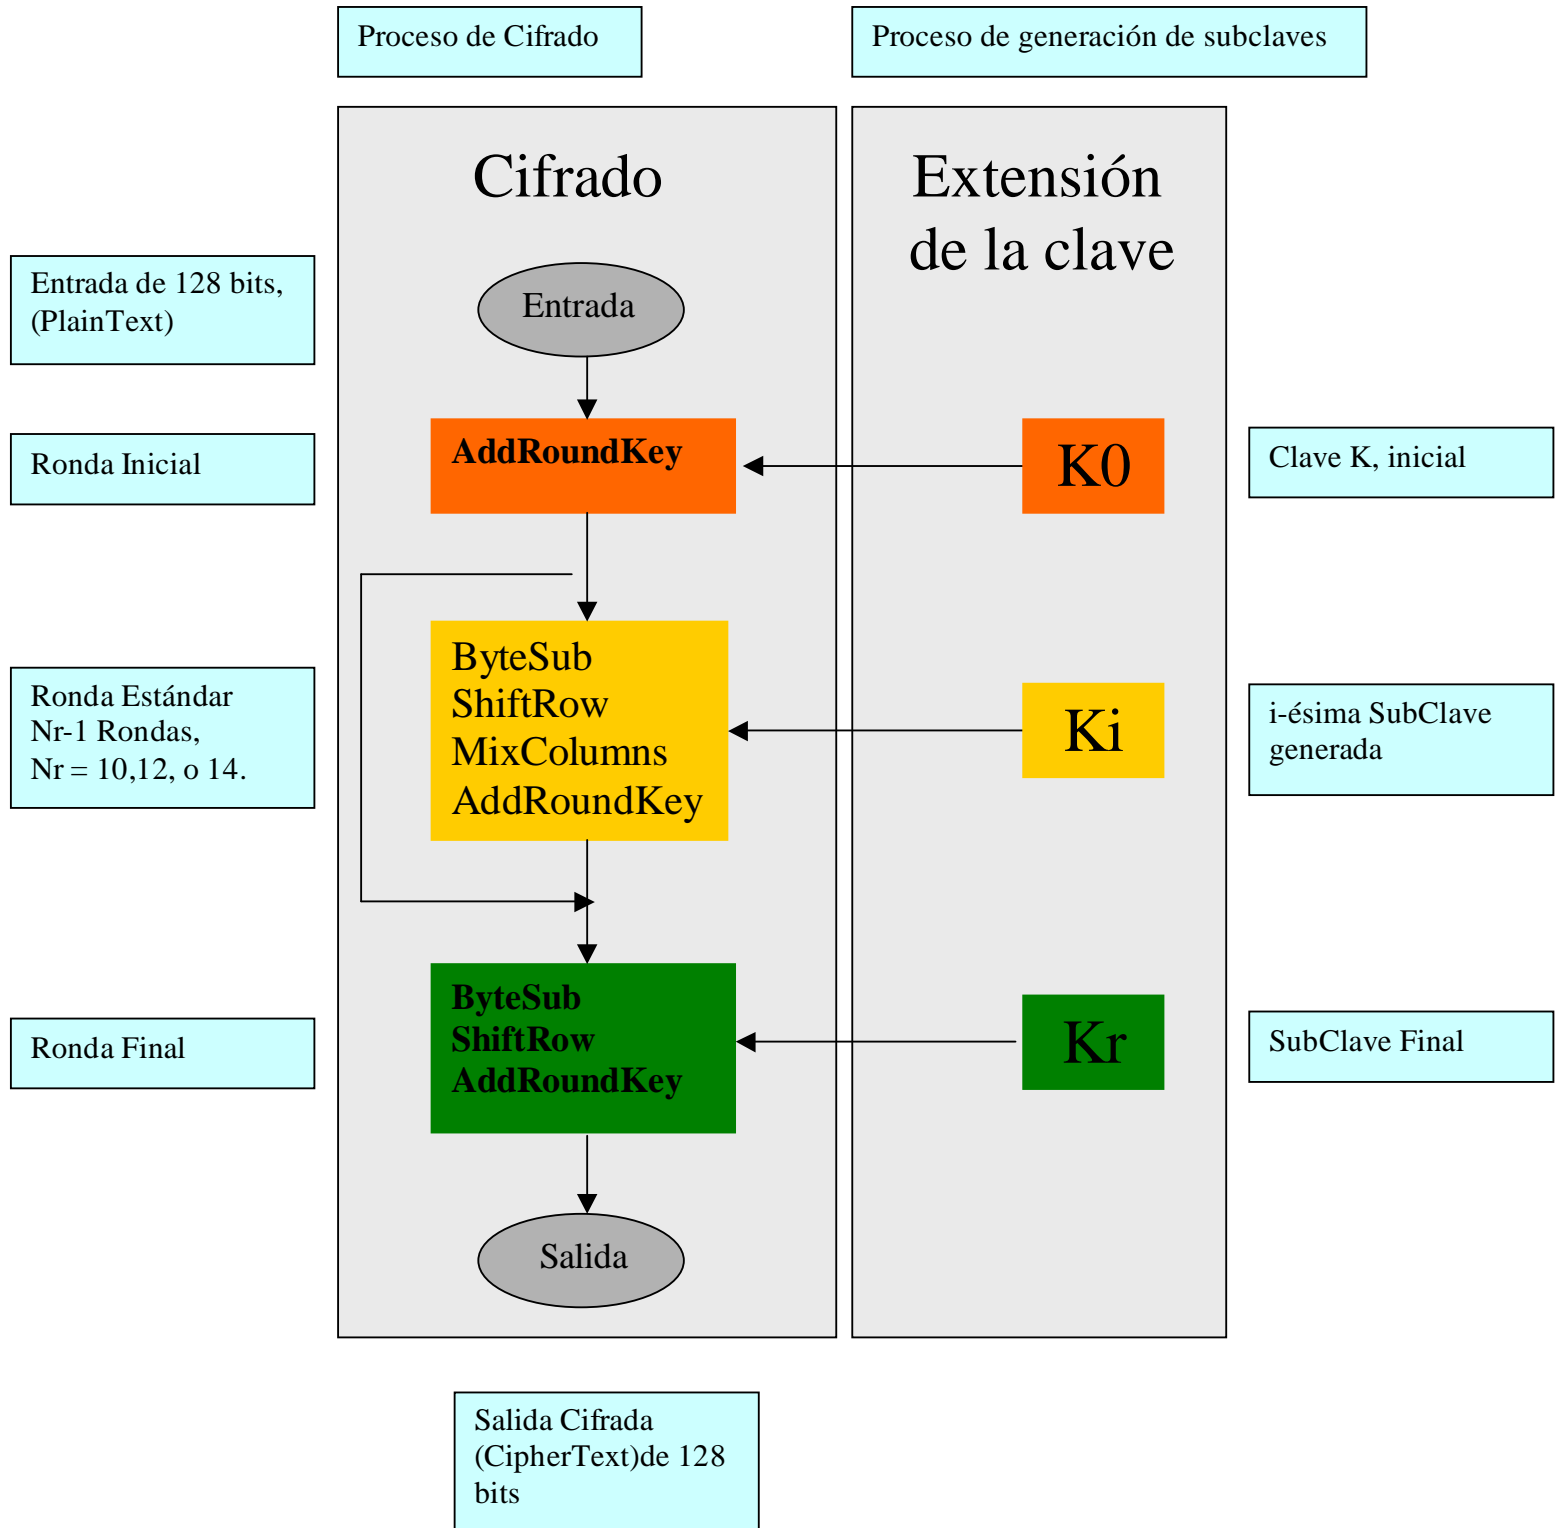 Proceso de Cifrado
Proceso de generación de subclaves
Cifrado
Extensión
de la clave
Entrada de 128 bits,
(PlainText)
Entrada
Ronda Inicial
AddRoundKey
K0
Clave K, inicial
Ronda Estándar
Nr-1 Rondas,
Nr = 10,12, o 14.
ByteSub
ShiftRow
MixColumns
AddRoundKey
Ki
i-ésima SubClave
generada
Ronda Final
ByteSub
ShiftRow
AddRoundKey
Kr
SubClave Final
Salida
Salida Cifrada
(CipherText)de 128
bits